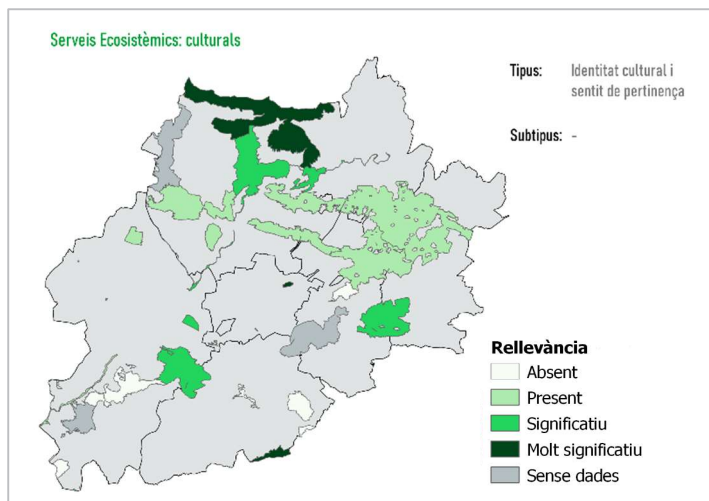 Serveis Ecosistèmics: culturals
Tipus: Identitat cultural i
sentit de pertinença
Subtipus: -
Rellevància
Absent
Present
Significatiu
Molt significatiu
Sense dades